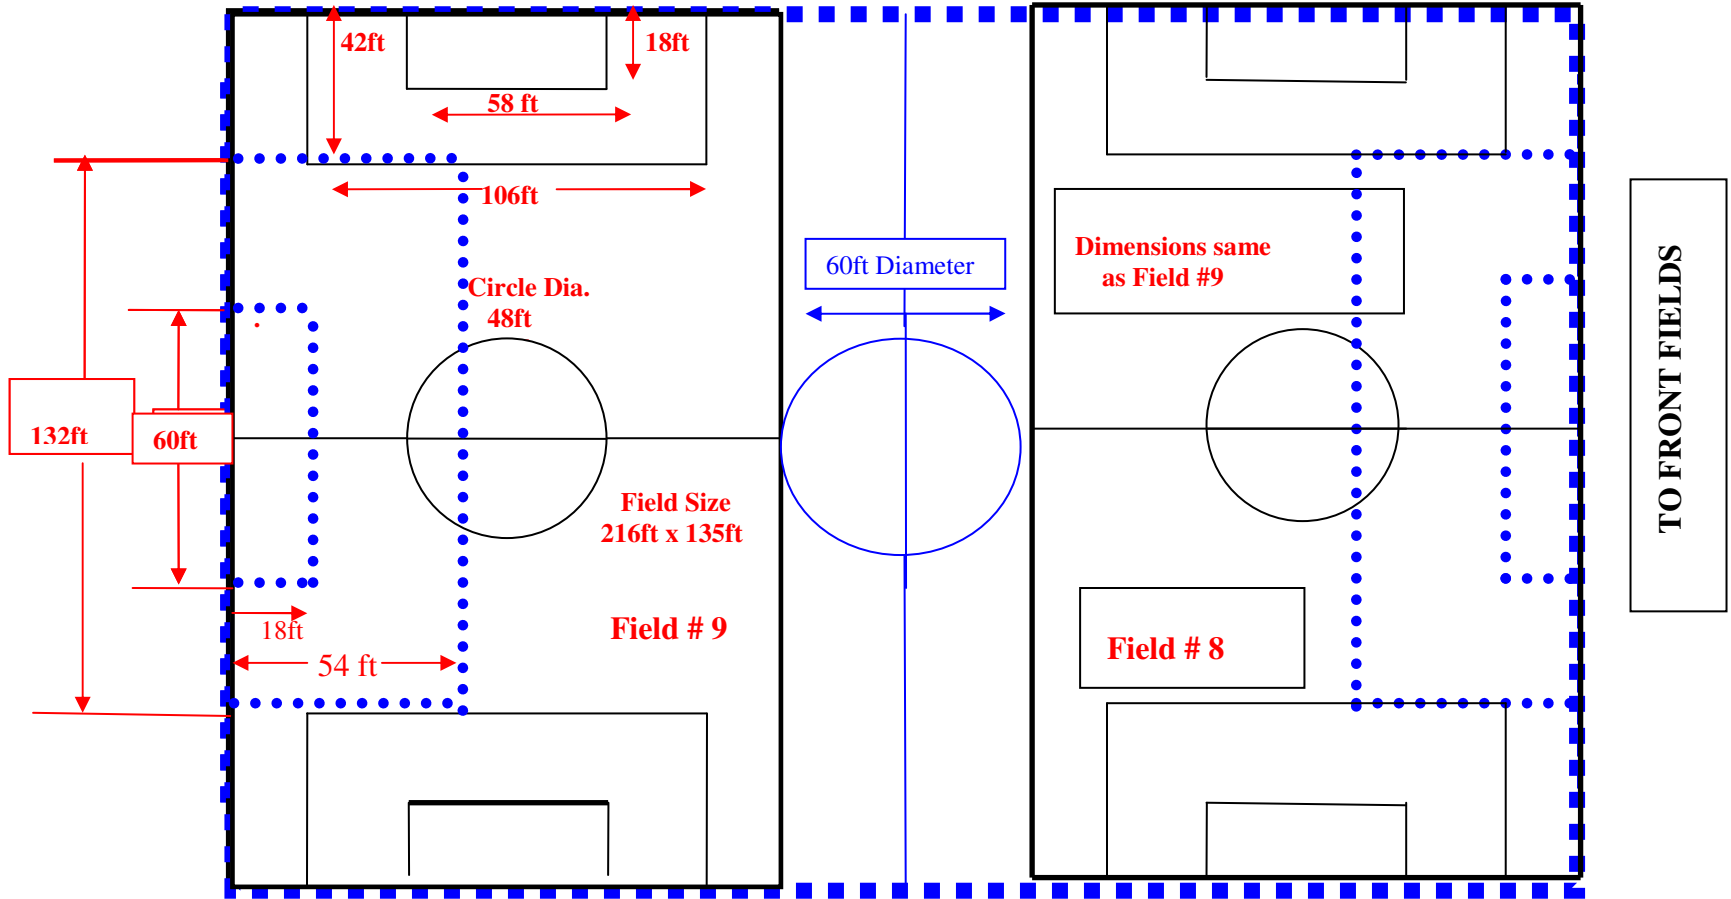 42ft
18ft
58 ft
106ft
Circle Dia.
48ft
132ft
60ft
Field Size
216ft x 135ft
18ft
54 ft
Field # 9
60ft Diameter
Dimensions same
as Field #9
Field # 8
TO FRONT FIELDS